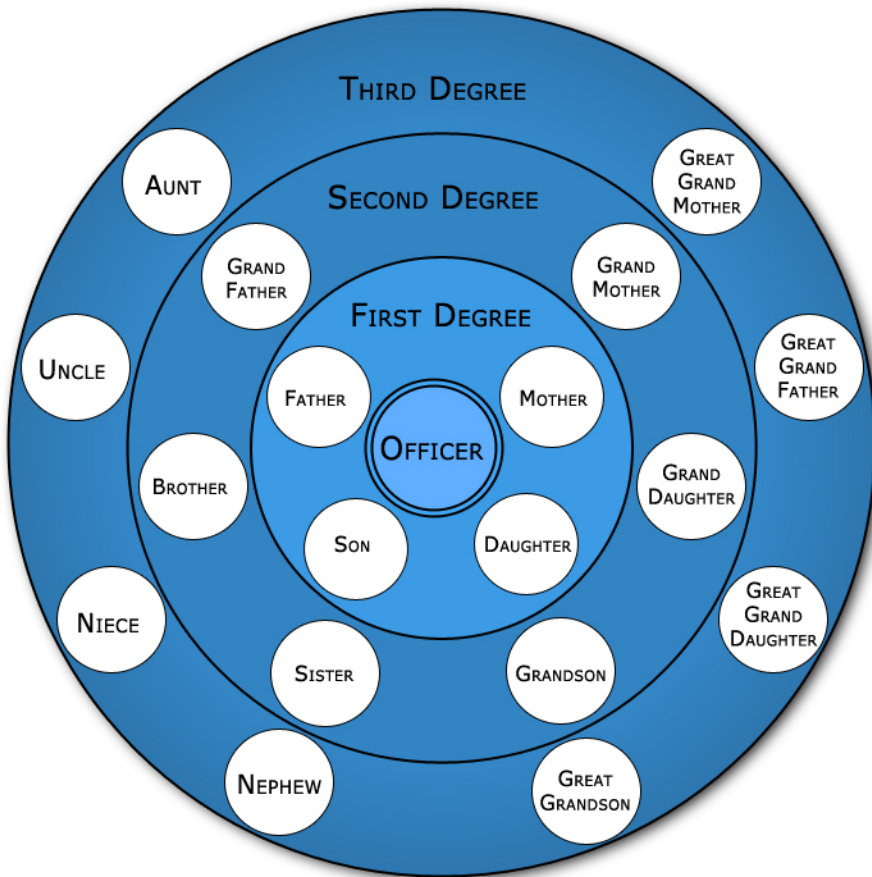 Third Degree
Aunt
Great
Grand
Mother
Second Degree
Grand
Father
Grand
Mother
First Degree
Uncle
Great
Grand
Father
Father
Mother
Officer
Brother
Grand
Daughter
Son
Daughter
Niece
Great
Grand
Daughter
Sister
Grandson
Nephew
Great
Grandson